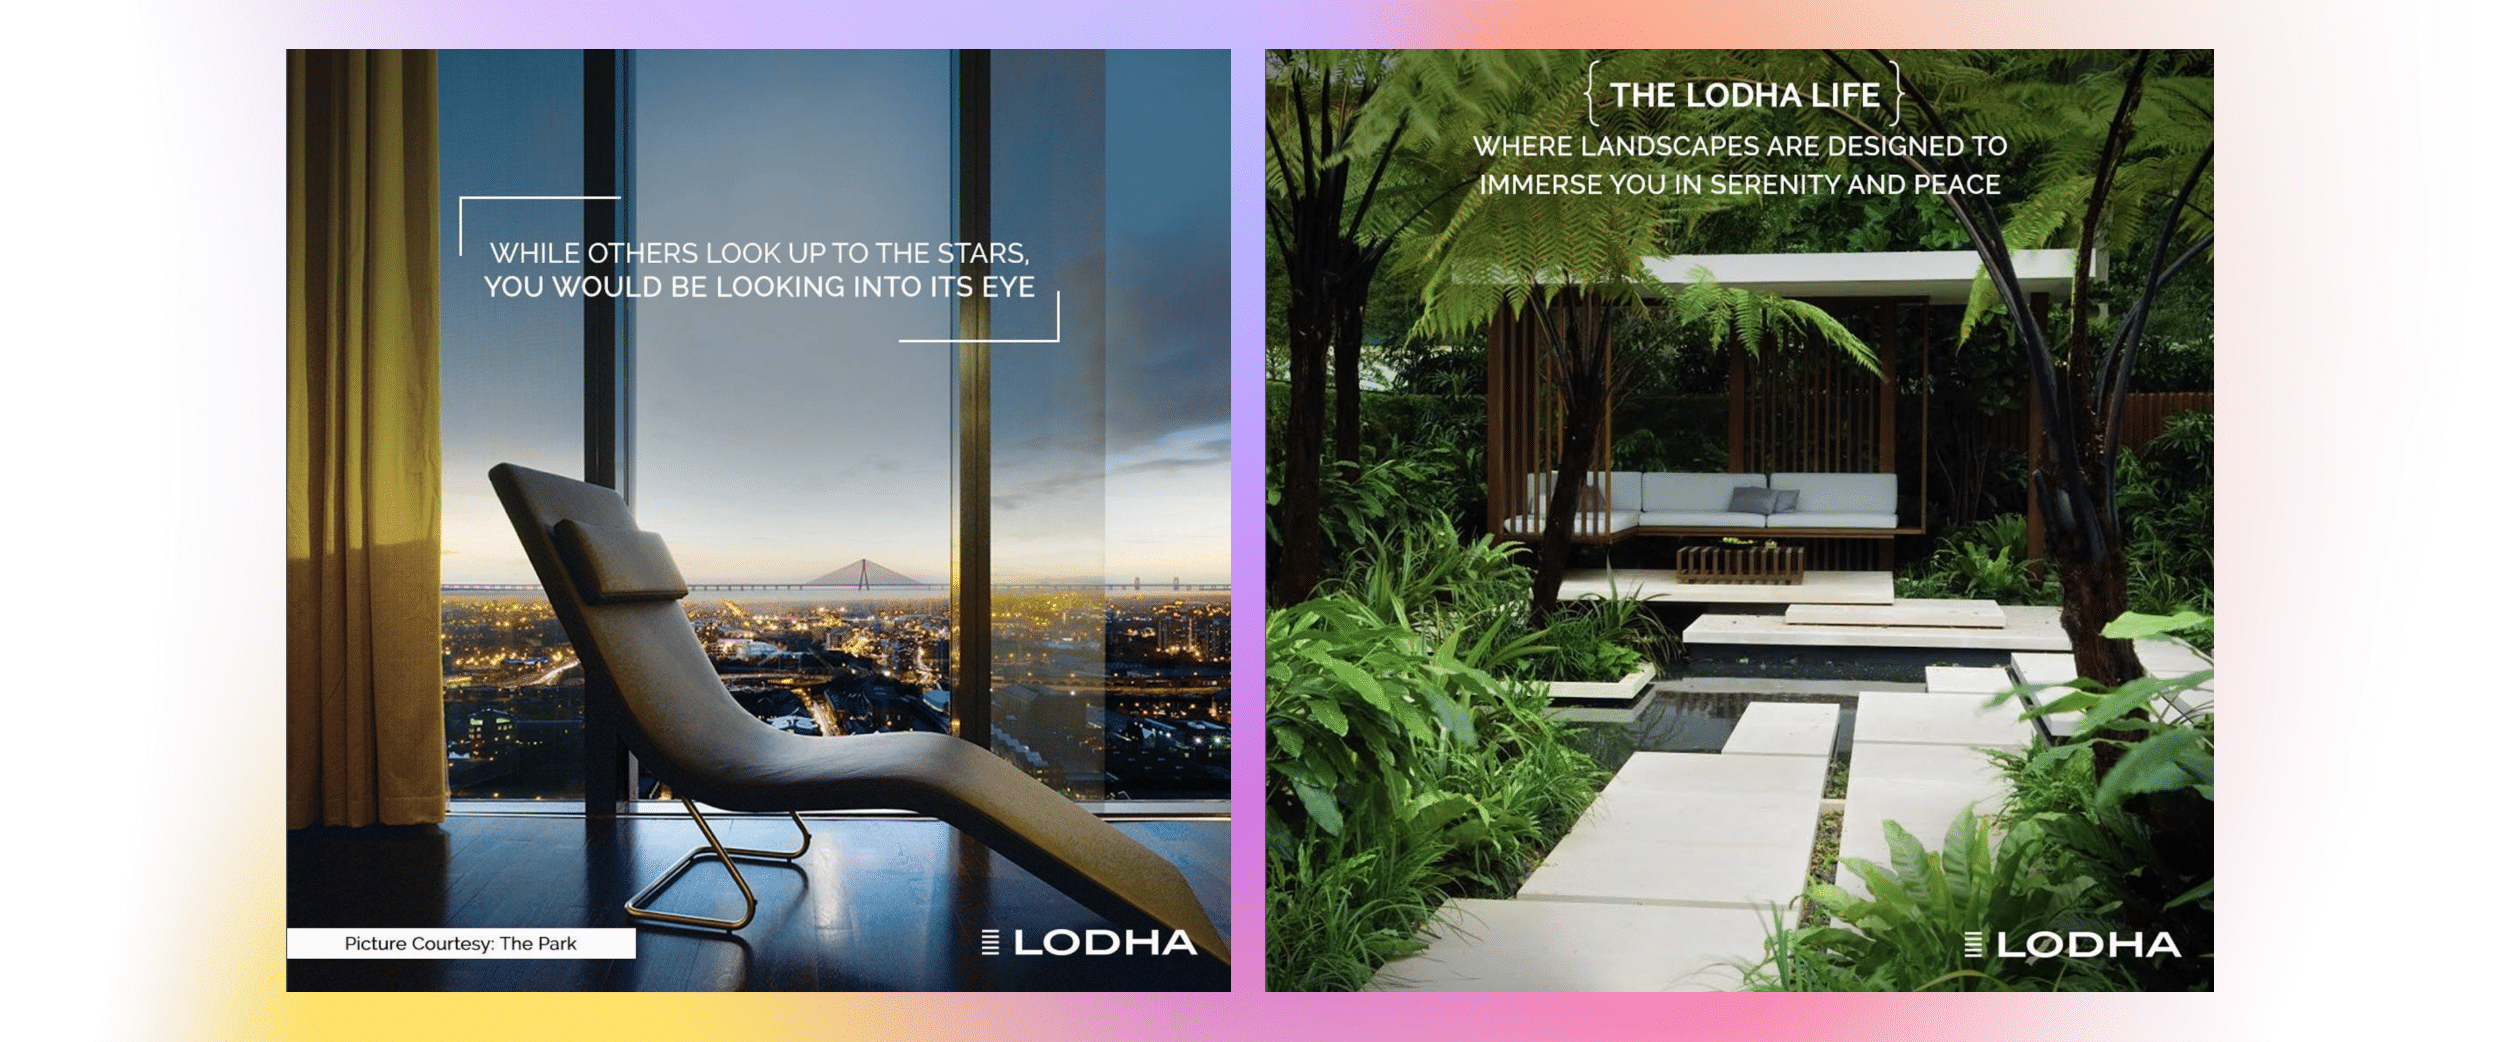 WHILE OTHERS LOOK UP TO THE STARS,
YOU WOULD BE LOOKING INTO ITS EYE
Picture Courtesy: The Park
LODHA
THE LODHA LIFE
WHERE LANDSCAPES ARE DESIGNED TO
IMMERSE YOU IN SERENITY AND PEACE
LODHA